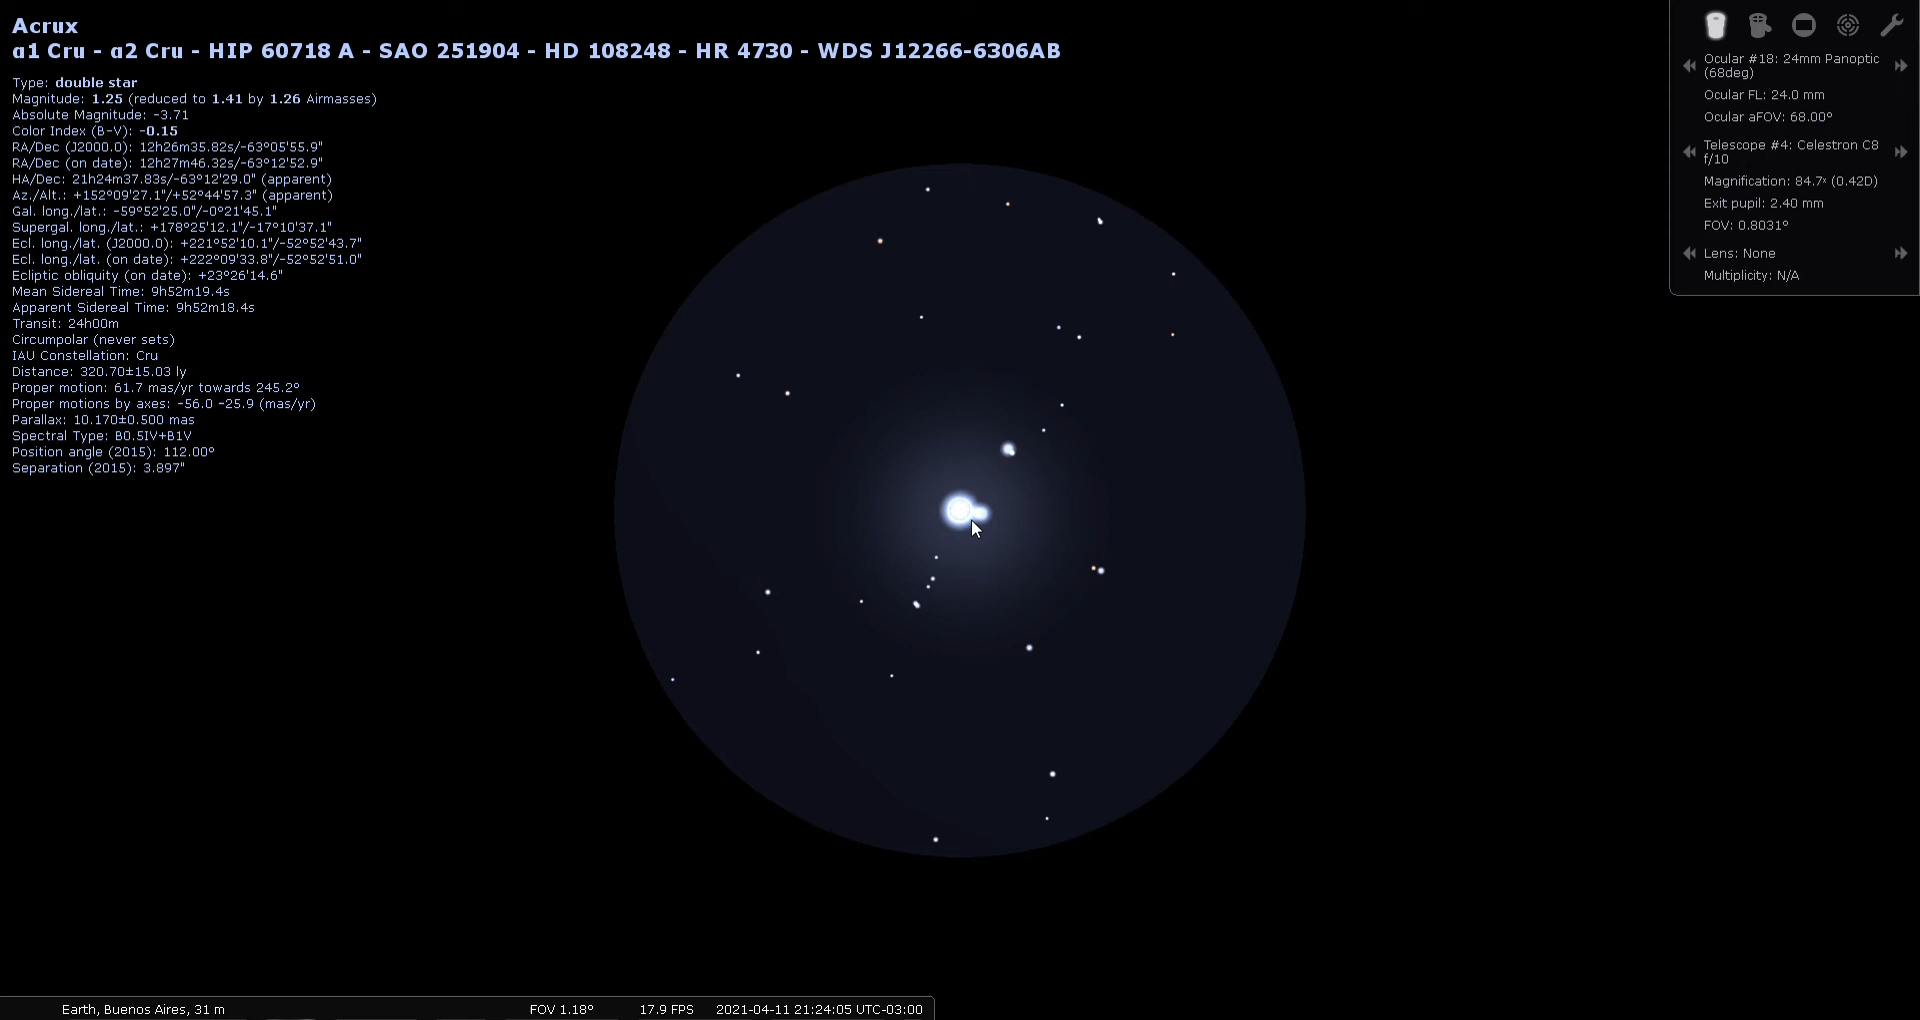 Acrux
α1 Cru - α2 Cru - HIP 60718 A - SAO 251904 - HD 108248 - HR 4730 - WDS J12266-6306AB
Type: double star
Magnitude: 1.25 (reduced to 1.41 by 1.26 Airmasses)
Absolute Magnitude: -3.71
Color Index (B-V): -0.15
RA/Dec (J2000.0): 12h26m35.82s/-63°05'55.9"
RA/Dec (on date): 12h27m46.32s/-63°12'52.9"
HA/Dec: 21h24m37.83s/-63°12'29.0" (apparent)
Az./Alt.: +152°09'27.1"/+52°44'57.3" (apparent)
Gal. long./lat.: -59°52'25.0"/-0°21'45.1"
Supergal. long./lat.: +178°25'12.1"/-17°10'37.1"
Ecl. long./lat. (J2000.0): +221°52'10.1"/-52°52'43.7"
Ecl. long./lat. (on date): +222°09'33.8"/-52°52'51.0"
Ecliptic obliquity (on date): +23°26'14.6"
Mean Sidereal Time: 9h52m19.4s
Apparent Sidereal Time: 9h52m18.4s
Transit: 24h00m
Circumpolar (never sets)
IAU Constellation: Cru
Distance: 320.70±15.03 ly
Proper motion: 61.7 mas/yr towards 245.2°
Proper motions by axes: -56.0 -25.9 (mas/yr)
Parallax: 10.170±0.500 mas
Spectral Type: B0.5IV+B1V
Position angle (2015): 112.00°
Separation (2015): 3.897"
Ocular #18: 24mm Panoptic
(68deg)
Ocular FL: 24.0 mm
Ocular aFOV: 68.00°
Telescope #4: Celestron C8
f/10
Magnification: 84.7ˣ (0.42D)
Exit pupil: 2.40 mm
FOV: 0.8031°
Lens: None
Multiplicity: N/A
Earth, Buenos Aires, 31 m FOV 1.18° 17.9 FPS 2021-04-11 21:24:05 UTC-03:00